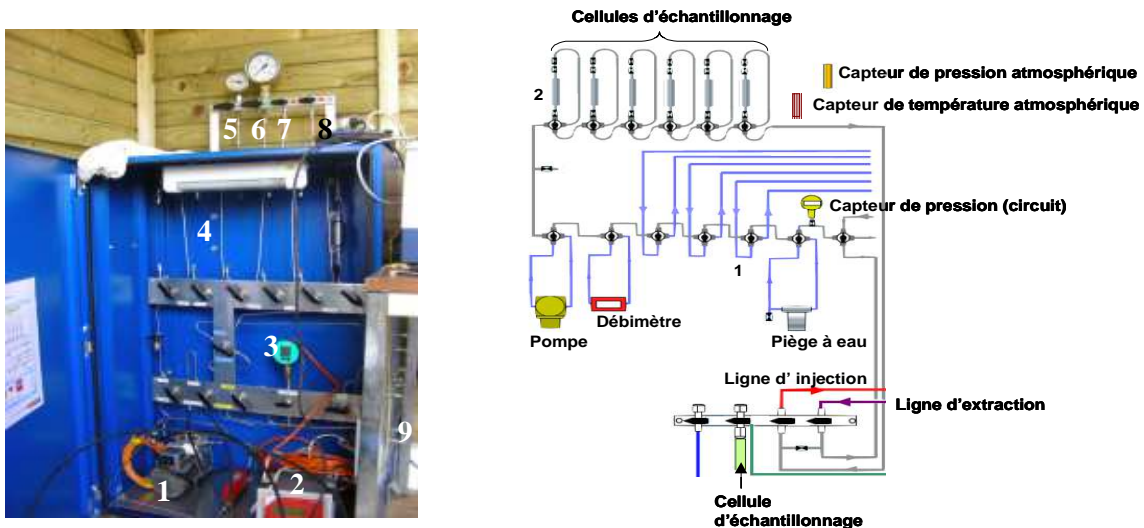 5
6
7
8
4
3
1
2
9
Cellules d'échantillonnage
2
Capteur de pression atmosphérique
Capteur de température atmosphérique
Capteur de pression (circuit)
1
Pompe
Débimètre
Piège à eau
Ligne d' injection
Ligne d'extraction
Cellule
d'échantillonnage